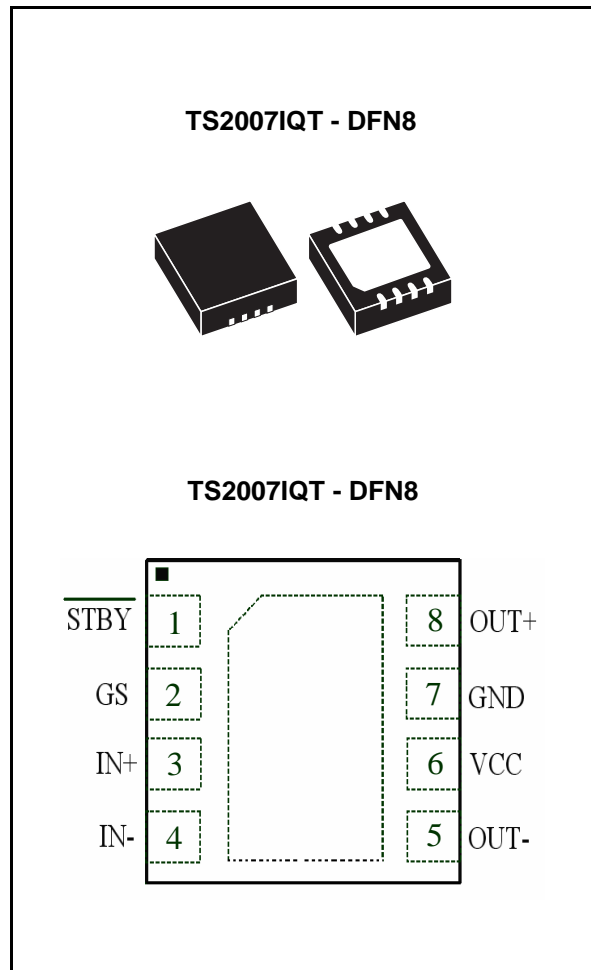 TS2007IQT - DFN8
TS2007IQT - DFN8
STBY 1 8 OUT+
GS 2 7 GND
IN+ 3 6 VCC
IN- 4 5 OUT-